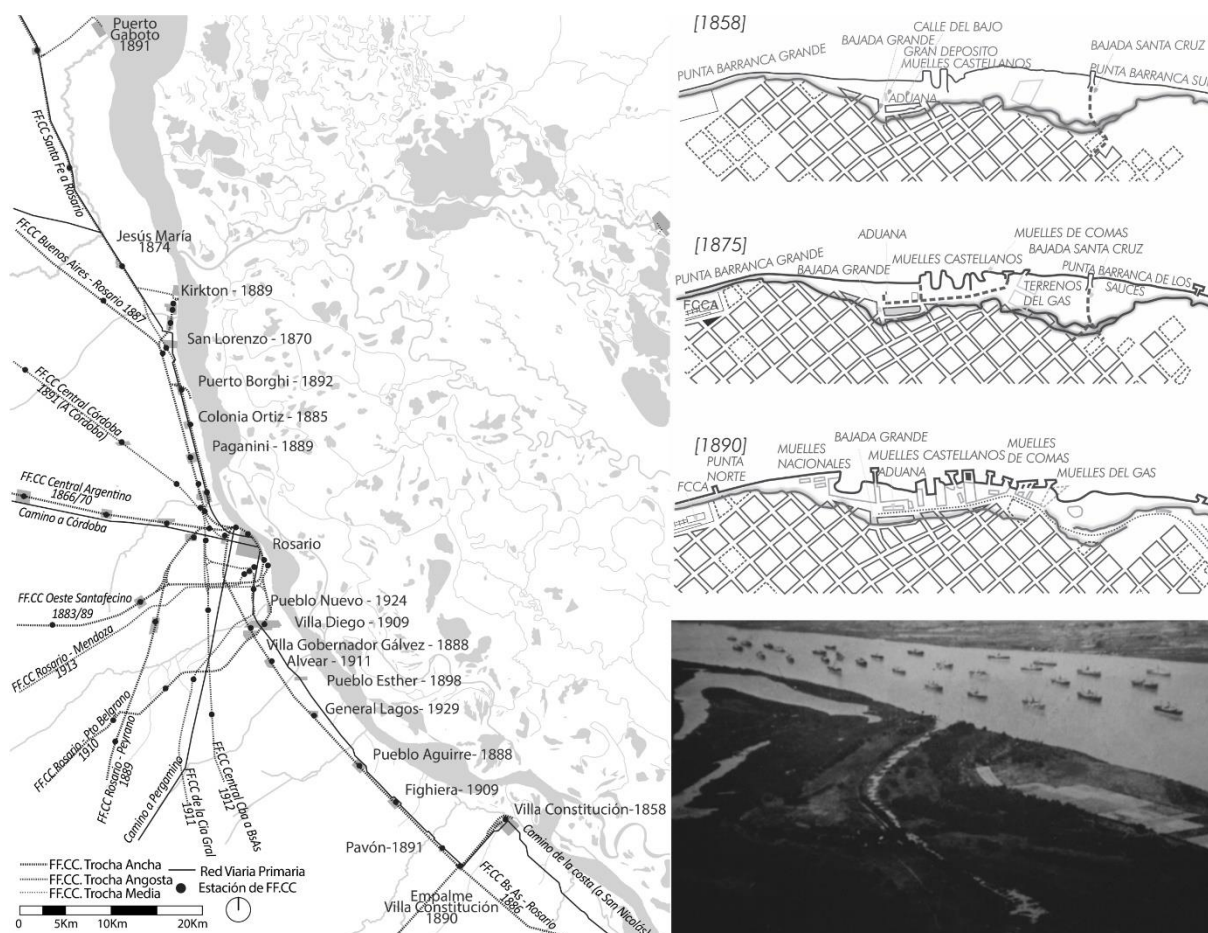 Puerto
Gaboto
1891
FF.CC Santa Fe a Rosario
Jesús María
1874
FF.CC Buenos Aires - Rosario 1887
Kirkton - 1889
San Lorenzo - 1870
Puerto Borghi - 1892
FF.CC Central Córdoba
1891 (A Córdoba)
Colonia Ortiz - 1885
Paganini - 1889
FF.CC Central Argentino
1866/70
Camino a Córdoba
Rosario
FF.CC Oeste Santafecino
1883/89
Pueblo Nuevo - 1924
Villa Diego - 1909
FF.CC Rosario - Mendoza
1913
Villa Gobernador Gálvez - 1888
Alvear - 1911
Pueblo Esther - 1898
General Lagos- 1929
FF.CC Rosario - Pto Belgrano
1910
FF.CC Rosario - Peyrano
1889
Camino a Pergamino
FF.CC de la Cia Gral
1911
FF.CC Central Cba a BsAs
1912
Pueblo Aguirre- 1888
Fighiera- 1909
Villa Constitución-1858
Camino de la costa (a San Nicolás)
Pavón-1891
FF.CC Bs As - Rosario
1886
Empalme
Villa Constitución
1890
FF.CC. Trocha Ancha
FF.CC. Trocha Angosta
FF.CC. Trocha Media
Red Viaria Primaria
Estación de FF.CC
0 5Km 10Km 20Km
[1858]
CALLE DEL BAJO
BAJADA GRANDE
GRAN DEPOSITO
MUELLES CASTELLANOS
BAJADA SANTA CRUZ
PUNTA BARRANCA GRANDE
PUNTA BARRANCA SUR
ADUANA
[1875]
ADUANA
MUELLES DE COMAS
BAJADA SANTA CRUZ
MUELLES CASTELLANOS
PUNTA BARRANCA GRANDE
BAJADA GRANDE
PUNTA BARRANCA DE LOS
SAUCES
TERRENOS
DEL GAS
FCCA
[1890]
BAJADA GRANDE
MUELLES
NACIONALES
MUELLES CASTELLANOS
MUELLES
DE COMAS
PUNTA
NORTE
ADUANA
MUELLES DEL GAS
FCCA